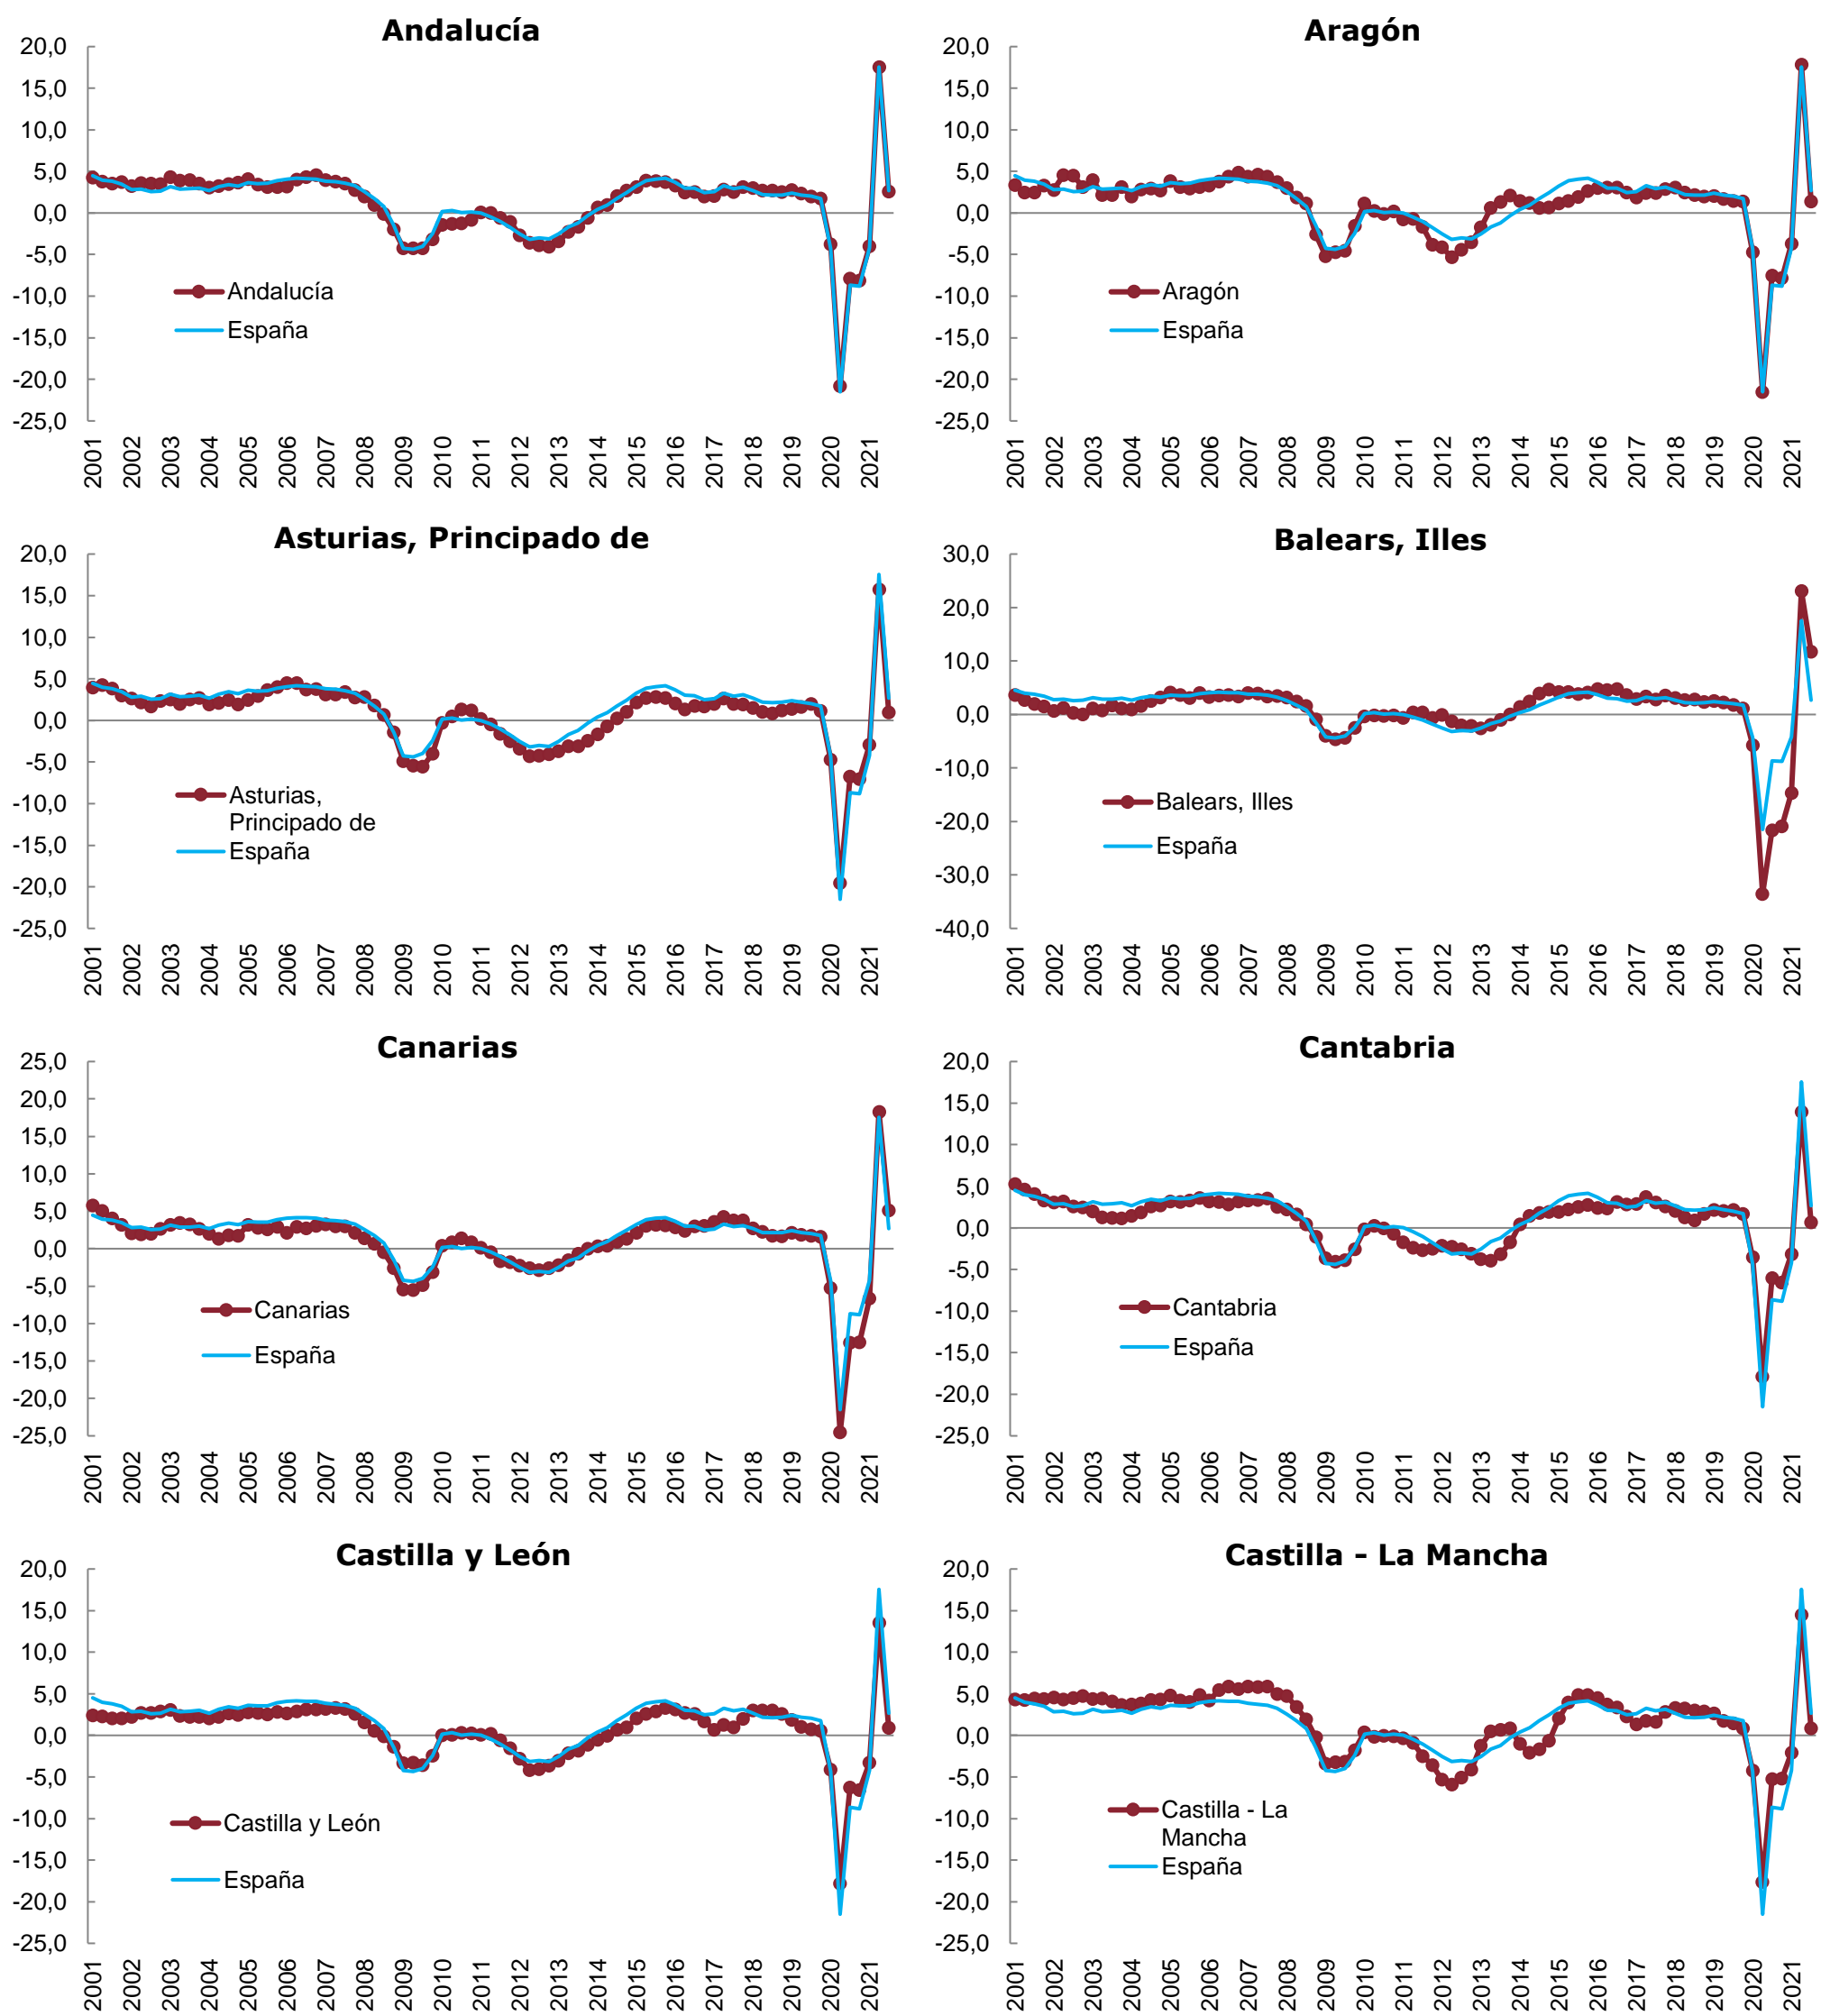 Andalucía
20,0
15,0
10,0
5,0
0,0
-5,0
-10,0
-15,0
-20,0
-25,0
Andalucía
España
2001 2002 2003 2004 2005 2006 2007 2008 2009 2010 2011 2012 2013 2014 2015 2016 2017 2018 2019 2020 2021
Aragón
20,0
15,0
10,0
5,0
0,0
-5,0
-10,0
-15,0
-20,0
-25,0
Aragón
España
2001 2002 2003 2004 2005 2006 2007 2008 2009 2010 2011 2012 2013 2014 2015 2016 2017 2018 2019 2020 2021
Asturias, Principado de
20,0
15,0
10,0
5,0
0,0
-5,0
-10,0
-15,0
-20,0
-25,0
Asturias,
Principado de
España
2001 2002 2003 2004 2005 2006 2007 2008 2009 2010 2011 2012 2013 2014 2015 2016 2017 2018 2019 2020 2021
Balears, Illes
30,0
20,0
10,0
0,0
-10,0
-20,0
-30,0
-40,0
Balears, Illes
España
2001 2002 2003 2004 2005 2006 2007 2008 2009 2010 2011 2012 2013 2014 2015 2016 2017 2018 2019 2020 2021
Canarias
25,0
20,0
15,0
10,0
5,0
0,0
-5,0
-10,0
-15,0
-20,0
-25,0
Canarias
España
2001 2002 2003 2004 2005 2006 2007 2008 2009 2010 2011 2012 2013 2014 2015 2016 2017 2018 2019 2020 2021
Cantabria
20,0
15,0
10,0
5,0
0,0
-5,0
-10,0
-15,0
-20,0
-25,0
Cantabria
España
2001 2002 2003 2004 2005 2006 2007 2008 2009 2010 2011 2012 2013 2014 2015 2016 2017 2018 2019 2020 2021
Castilla y León
20,0
15,0
10,0
5,0
0,0
-5,0
-10,0
-15,0
-20,0
-25,0
Castilla y León
España
2001 2002 2003 2004 2005 2006 2007 2008 2009 2010 2011 2012 2013 2014 2015 2016 2017 2018 2019 2020 2021
Castilla - La Mancha
20,0
15,0
10,0
5,0
0,0
-5,0
-10,0
-15,0
-20,0
-25,0
Castilla - La
Mancha
España
2001 2002 2003 2004 2005 2006 2007 2008 2009 2010 2011 2012 2013 2014 2015 2016 2017 2018 2019 2020 2021